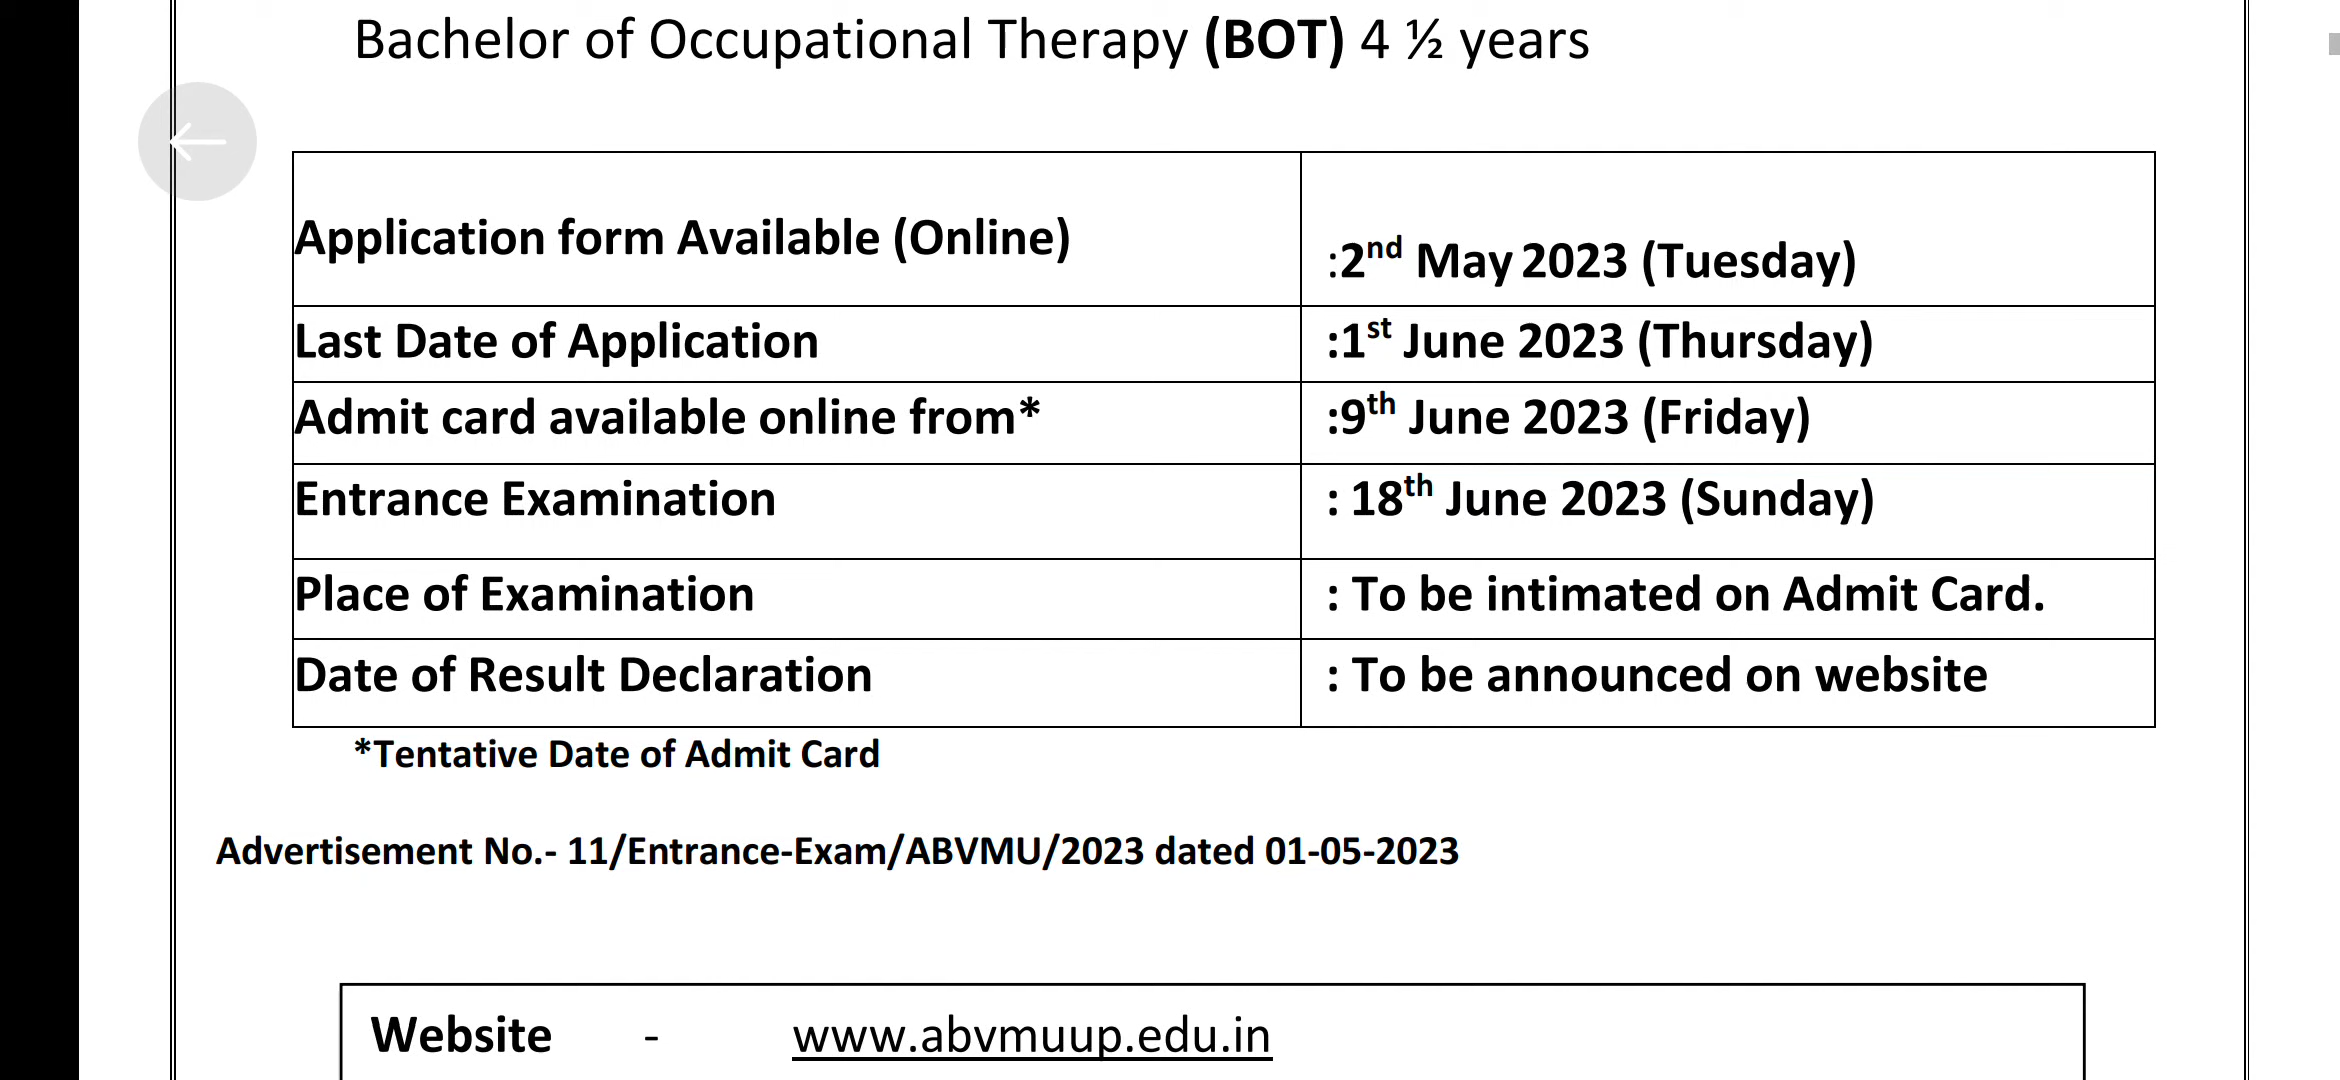 Bachelor of Occupational Therapy (BOT) 4 ½ years
Application form Available (Online) :2nd May 2023 (Tuesday)
Last Date of Application :1st June 2023 (Thursday)
Admit card available online from* :9th June 2023 (Friday)
Entrance Examination : 18th June 2023 (Sunday)
Place of Examination : To be intimated on Admit Card.
Date of Result Declaration : To be announced on website
*Tentative Date of Admit Card
Advertisement No.- 11/Entrance-Exam/ABVMU/2023 dated 01-05-2023
Website - www.abvmuup.edu.in